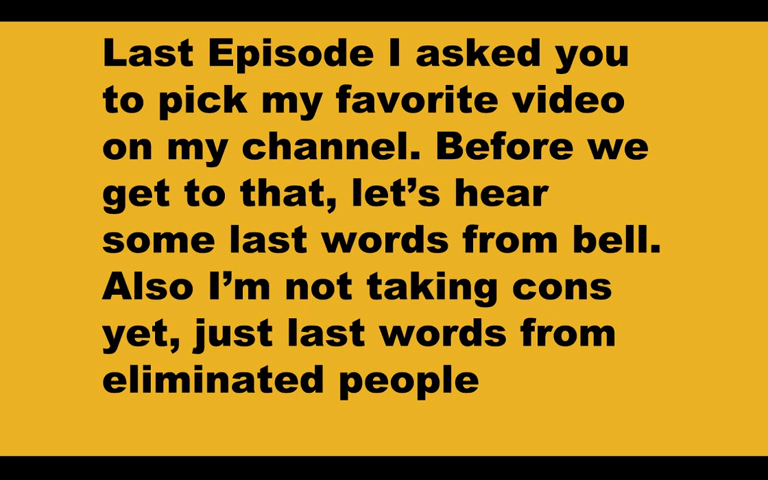 Last Episode I asked you
to pick my favorite video
on my channel. Before we
get to that, let’s hear
some last words from bell.
Also I’m not taking cons
yet, just last words from
eliminated people